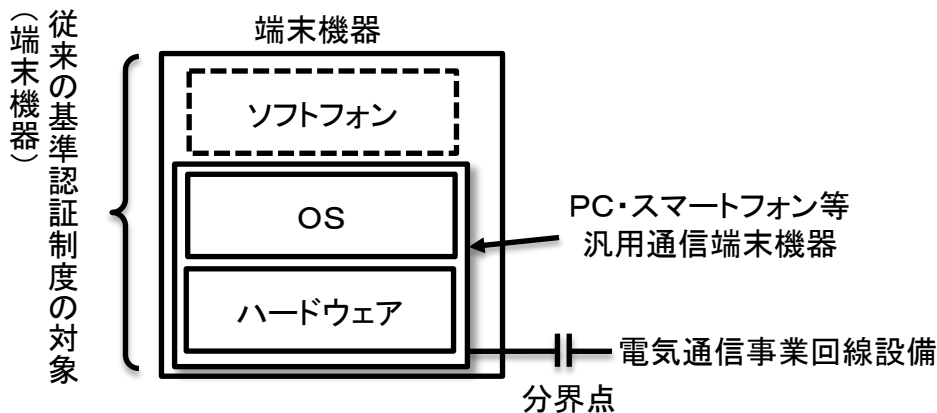 従来の基準認証制度の対象
（端末機器）
端末機器
ソフトフォン
OS
ハードウェア
PC・スマートフォン等
汎用通信端末機器
電気通信事業回線設備
分界点